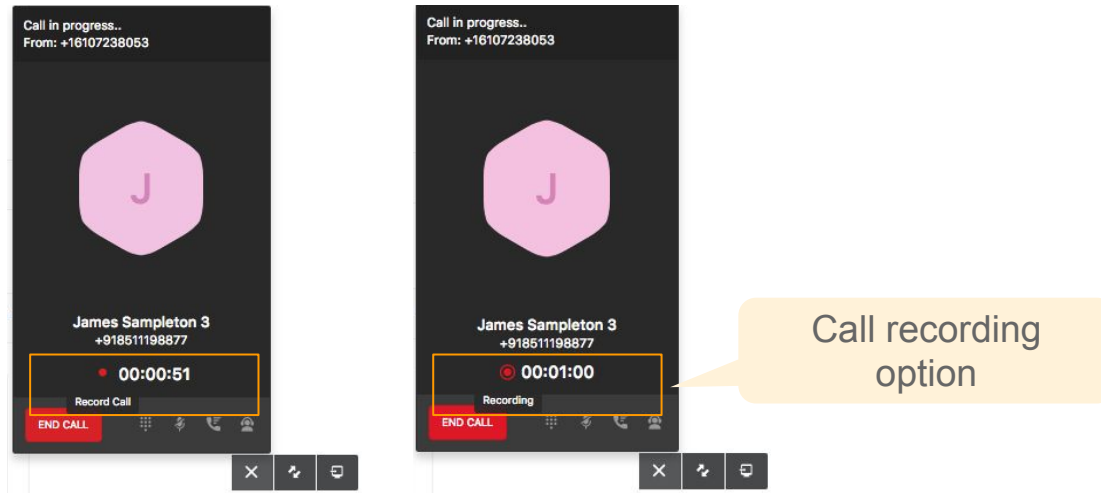 Call in progress..
From: +16107238053
J
James Sampleton 3
+918511198877
00:00:51
Record Call
END CALL
Call in progress..
From: +16107238053
J
James Sampleton 3
+918511198877
00:01:00
Recording
END CALL
Call recording
option